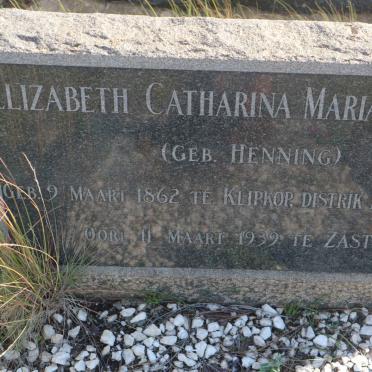 ELIZABETH CATHARINA MARIA
(GEB. HENNING)
GEB. 9 MAART 1862 TE KLIPKOP DISTRIK
OORL. 11 MAART 1939 TE ZAST